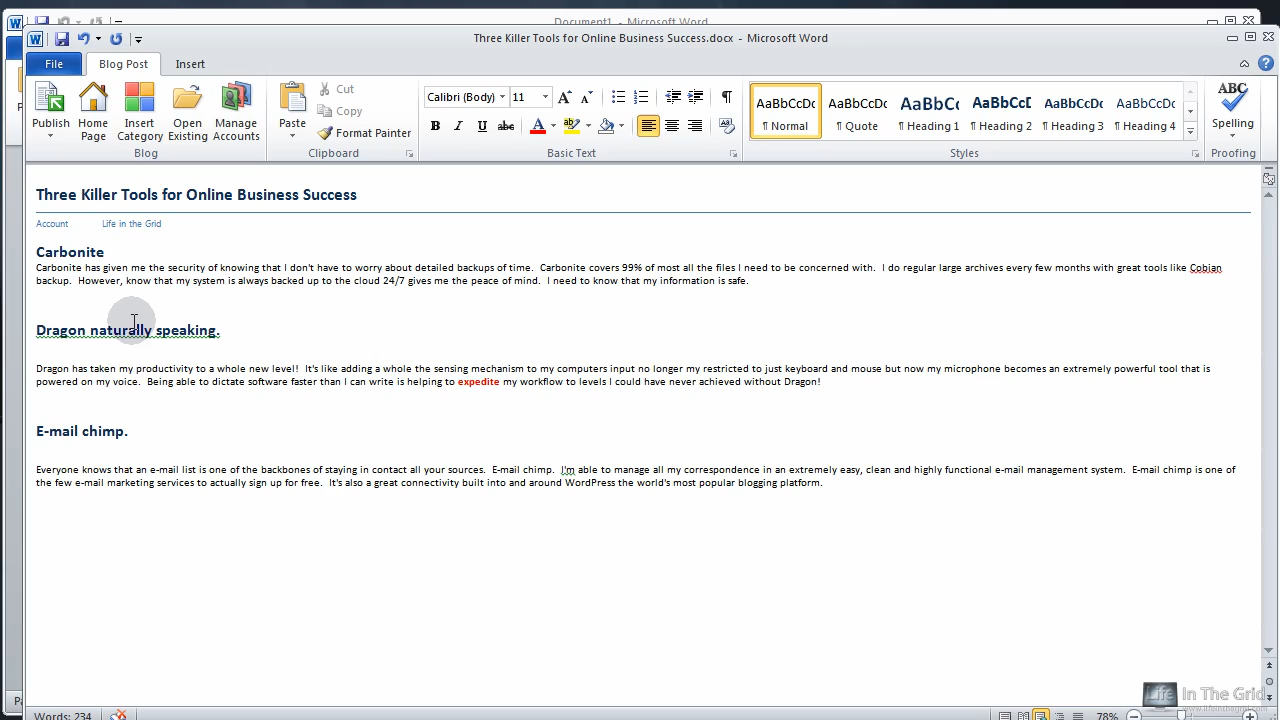 Document1 - Microsoft Word
Three Killer Tools for Online Business Success.docx - Microsoft Word
File Blog Post Insert
Publish Home Page Insert Category Open Existing Manage Accounts
Blog
Paste Cut Copy Format Painter
Clipboard
Calibri (Body) 11
B I U abc A ab A
Basic Text
AaBbCcDc AaBbCcDc AaBbCc AaBbCcD AaBbCcDc AaBbCcDc
¶ Normal ¶ Quote ¶ Heading 1 ¶ Heading 2 ¶ Heading 3 ¶ Heading 4
Styles
ABC Spelling
Proofing
Three Killer Tools for Online Business Success
Account Life in the Grid
Carbonite
Carbonite has given me the security of knowing that I don't have to worry about detailed backups of time. Carbonite covers 99% of most all the files I need to be concerned with. I do regular large archives every few months with great tools like Cobian
backup. However, know that my system is always backed up to the cloud 24/7 gives me the peace of mind. I need to know that my information is safe.
Dragon naturally speaking.
Dragon has taken my productivity to a whole new level! It's like adding a whole the sensing mechanism to my computers input no longer my restricted to just keyboard and mouse but now my microphone becomes an extremely powerful tool that is
powered on my voice. Being able to dictate software faster than I can write is helping to expedite my workflow to levels I could have never achieved without Dragon!
E-mail chimp.
Everyone knows that an e-mail list is one of the backbones of staying in contact all your sources. E-mail chimp. I'm able to manage all my correspondence in an extremely easy, clean and highly functional e-mail management system. E-mail chimp is one of
the few e-mail marketing services to actually sign up for free. It's also a great connectivity built into and around WordPress the world's most popular blogging platform.
Life In The Grid
www.lifeinthegrid.com
Words: 234 78%